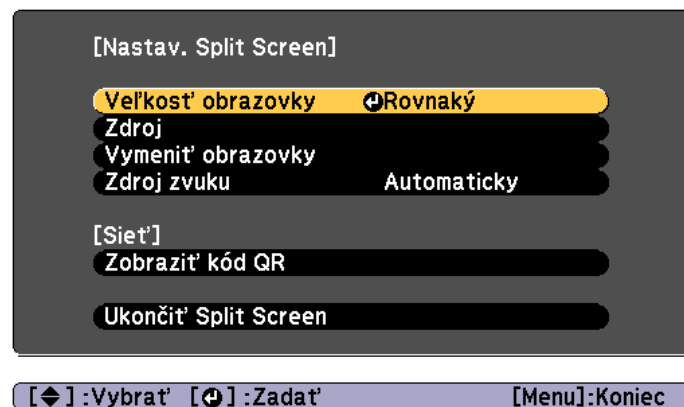 [Nastav. Split Screen]
Veľkosť obrazovky Rovnaký
Zdroj
Vymeniť obrazovky
Zdroj zvuku Automaticky
[Sieť]
Zobraziť kód QR
Ukončiť Split Screen
[ ] :Vybrať [ ] :Zadať [Menu]:Koniec